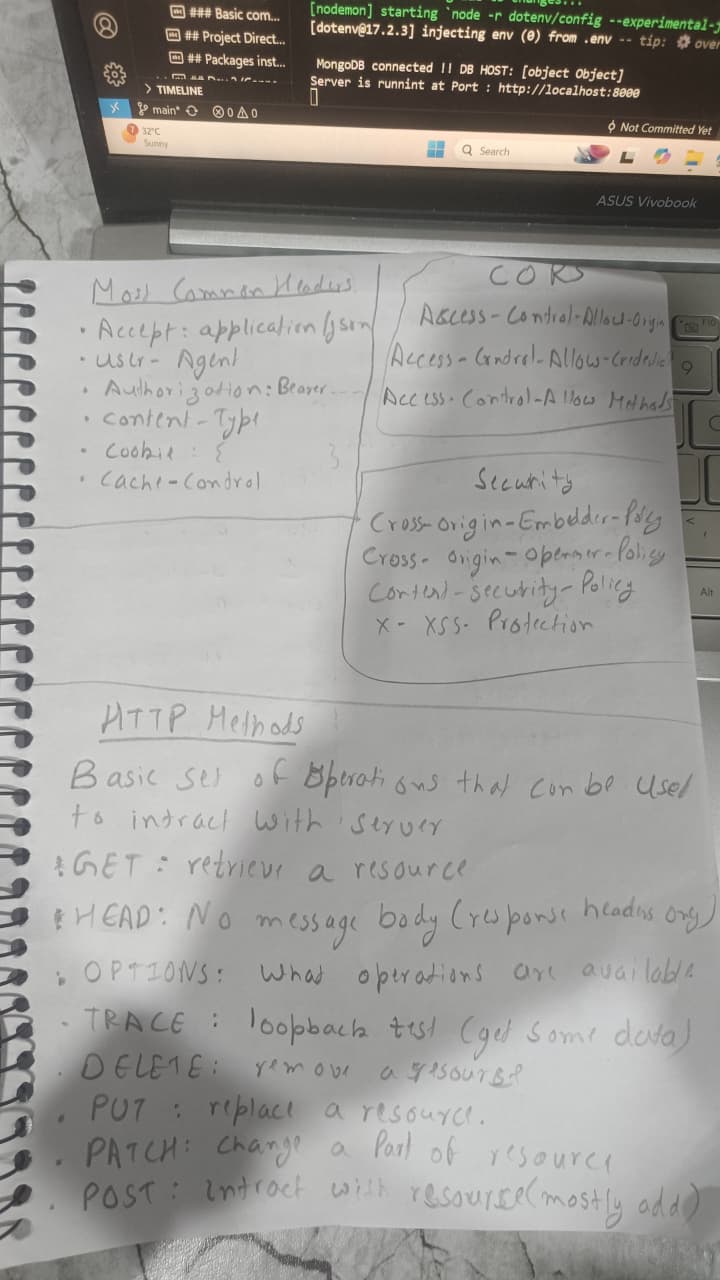 ### Basic com...
## Project Direct...
## Packages inst...
> TIMELINE
main*
0 0
32°C
Sunny
[nodemon] starting `node -r dotenv/config --experimental-j
[dotenv@17.2.3] injecting env (0) from .env -- tip: ⚙ over
MongoDB connected !! DB HOST: [object Object]
Server is runnint at Port : http://localhost:8000
Not Committed Yet
Search
ASUS Vivobook
Most Common Headers
• Accept: application/json
• user-Agent
• Authorization: Bearer ----
• content-Type
• Cookie : { }
• cache-control
CORS
Access-Control-Allow-Origin
Access-Control-Allow-Credential
Access-Control-Allow Methods
Security
Cross-origin-Embedder-Policy
Cross-origin-Openner-Policy
Content-security-Policy
X-XSS-Protection
9
Alt
HTTP Methods
Basic set of operations that can be used
to intract with server
• GET : retrieve a resource
• HEAD: No message body (response headers only)
• OPTIONS: What operations are available
• TRACE : loopback test (get some data)
• DELETE: remove a resourse
• PUT : replace a resource.
• PATCH: change a Part of resource
• POST : intract with resourse (mostly add)